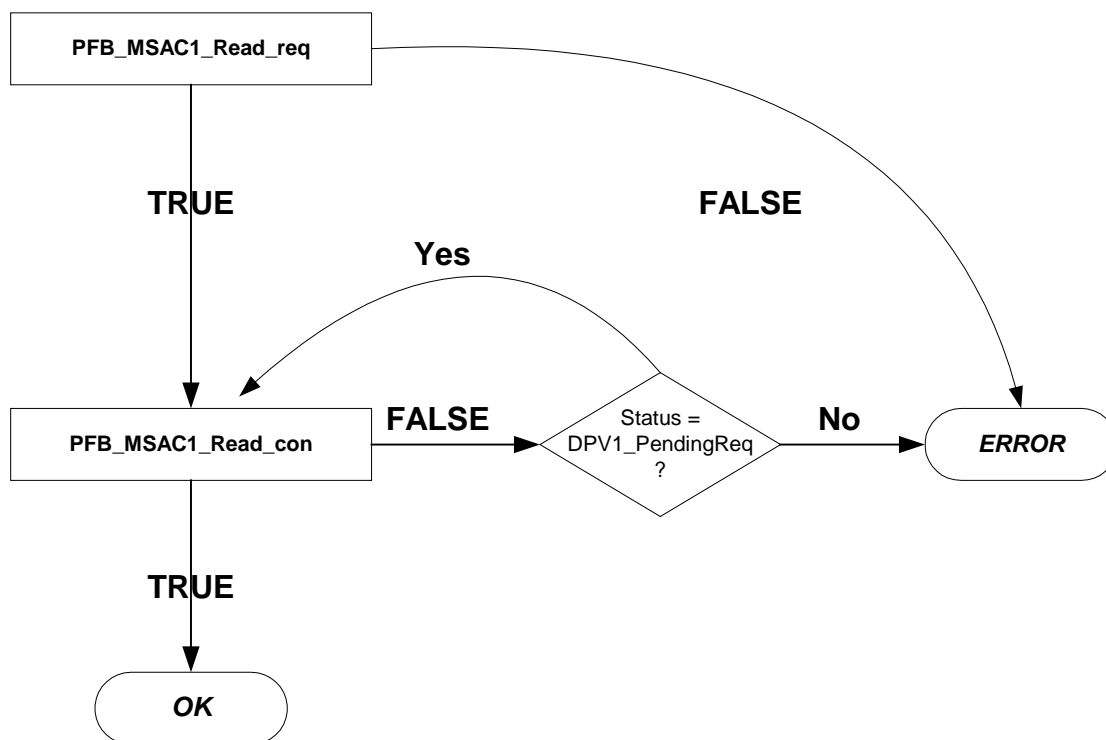 PFB_MSAC1_Read_req
TRUE
FALSE
Yes
PFB_MSAC1_Read_con
FALSE
Status =
DPV1_PendingReq
?
No
ERROR
TRUE
OK